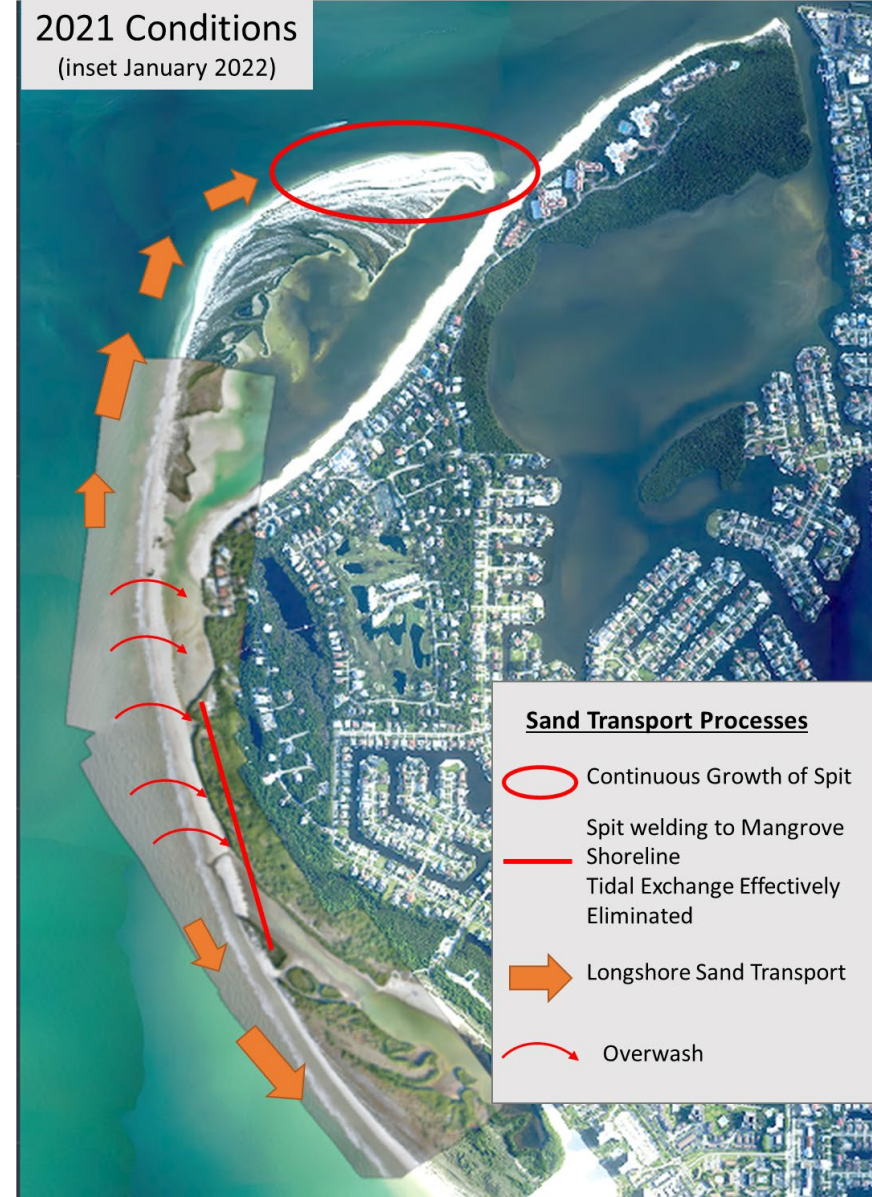 2021 Conditions
(inset January 2022)
Sand Transport Processes
Continuous Growth of Spit
Spit welding to Mangrove
Shoreline
Tidal Exchange Effectively
Eliminated
Longshore Sand Transport
Overwash